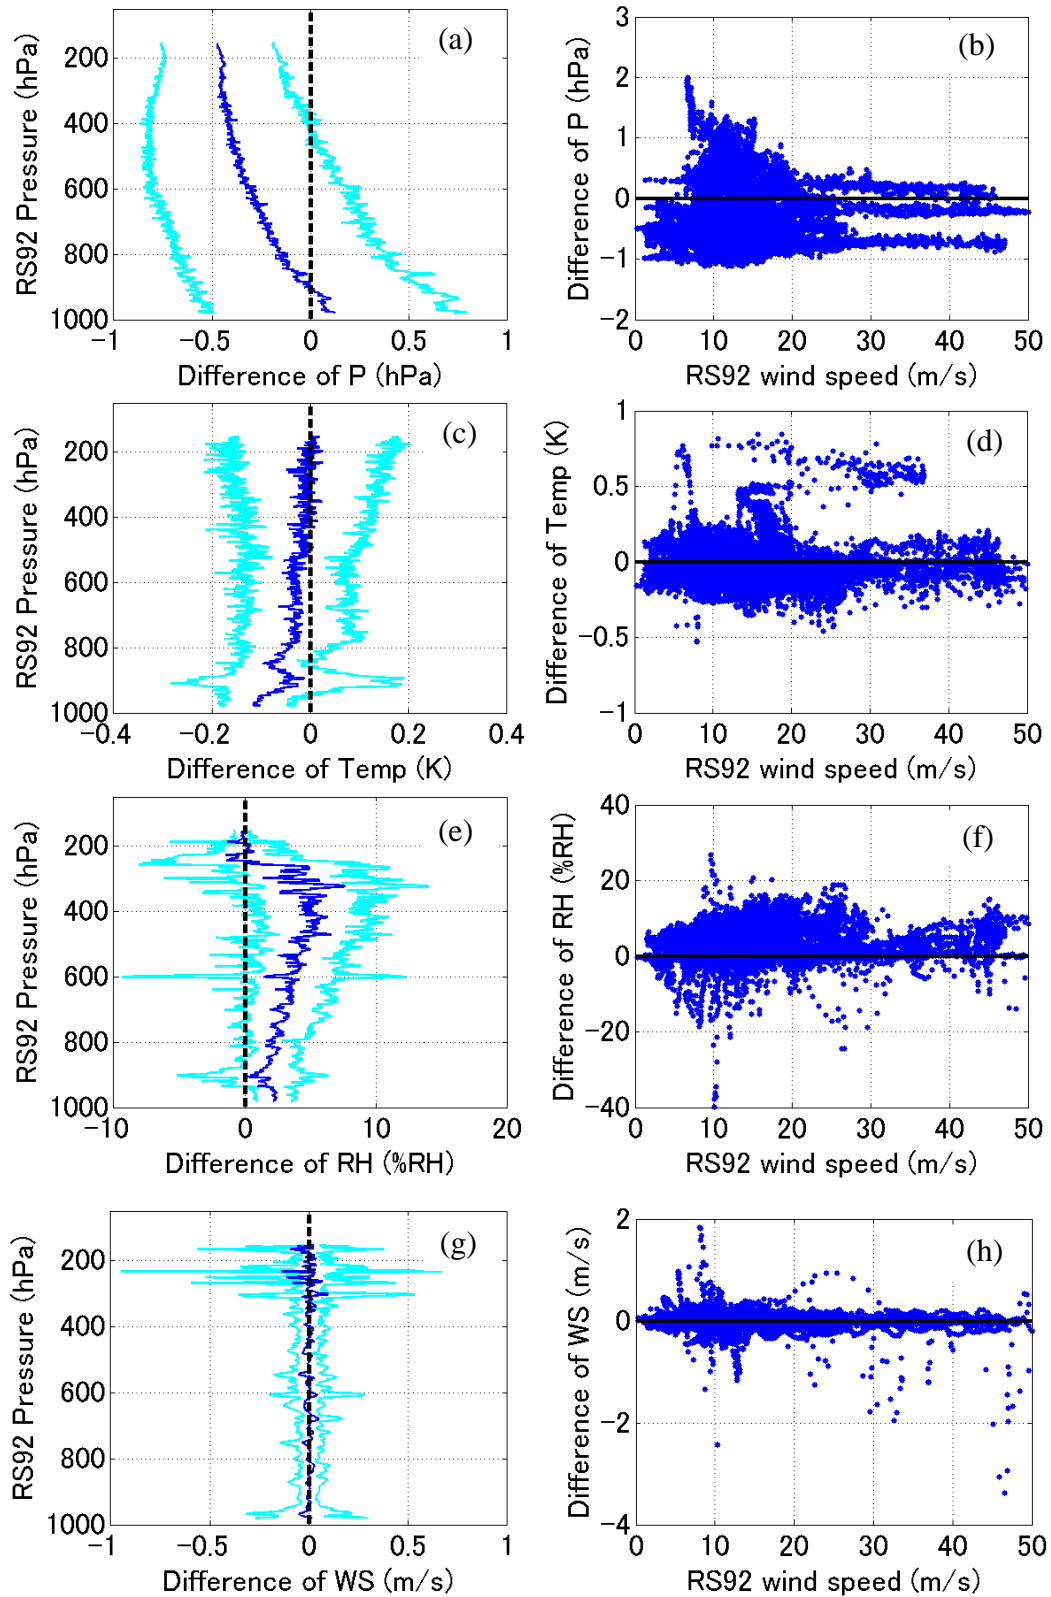 (a)
RS92 Pressure (hPa)
200
400
600
800
1000
−1 −0.5 0 0.5 1
Difference of P (hPa)
(b)
Difference of P (hPa)
3
2
1
0
−1
−2
0 10 20 30 40 50
RS92 wind speed (m/s)
(c)
RS92 Pressure (hPa)
200
400
600
800
1000
−0.4 −0.2 0 0.2 0.4
Difference of Temp (K)
(d)
Difference of Temp (K)
1
0.5
0
−0.5
−1
0 10 20 30 40 50
RS92 wind speed (m/s)
(e)
RS92 Pressure (hPa)
200
400
600
800
1000
−10 0 10 20
Difference of RH (%RH)
(f)
Difference of RH (%RH)
40
20
0
−20
−40
0 10 20 30 40 50
RS92 wind speed (m/s)
(g)
RS92 Pressure (hPa)
200
400
600
800
1000
−1 −0.5 0 0.5 1
Difference of WS (m/s)
(h)
Difference of WS (m/s)
2
0
−2
−4
0 10 20 30 40 50
RS92 wind speed (m/s)